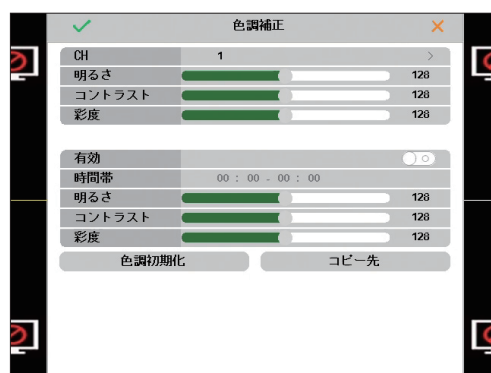 色調補正
CH 1 >
明るさ 128
コントラスト 128
彩度 128
有効
時間帯 00 : 00 - 00 : 00
明るさ 128
コントラスト 128
彩度 128
色調初期化 コピー先